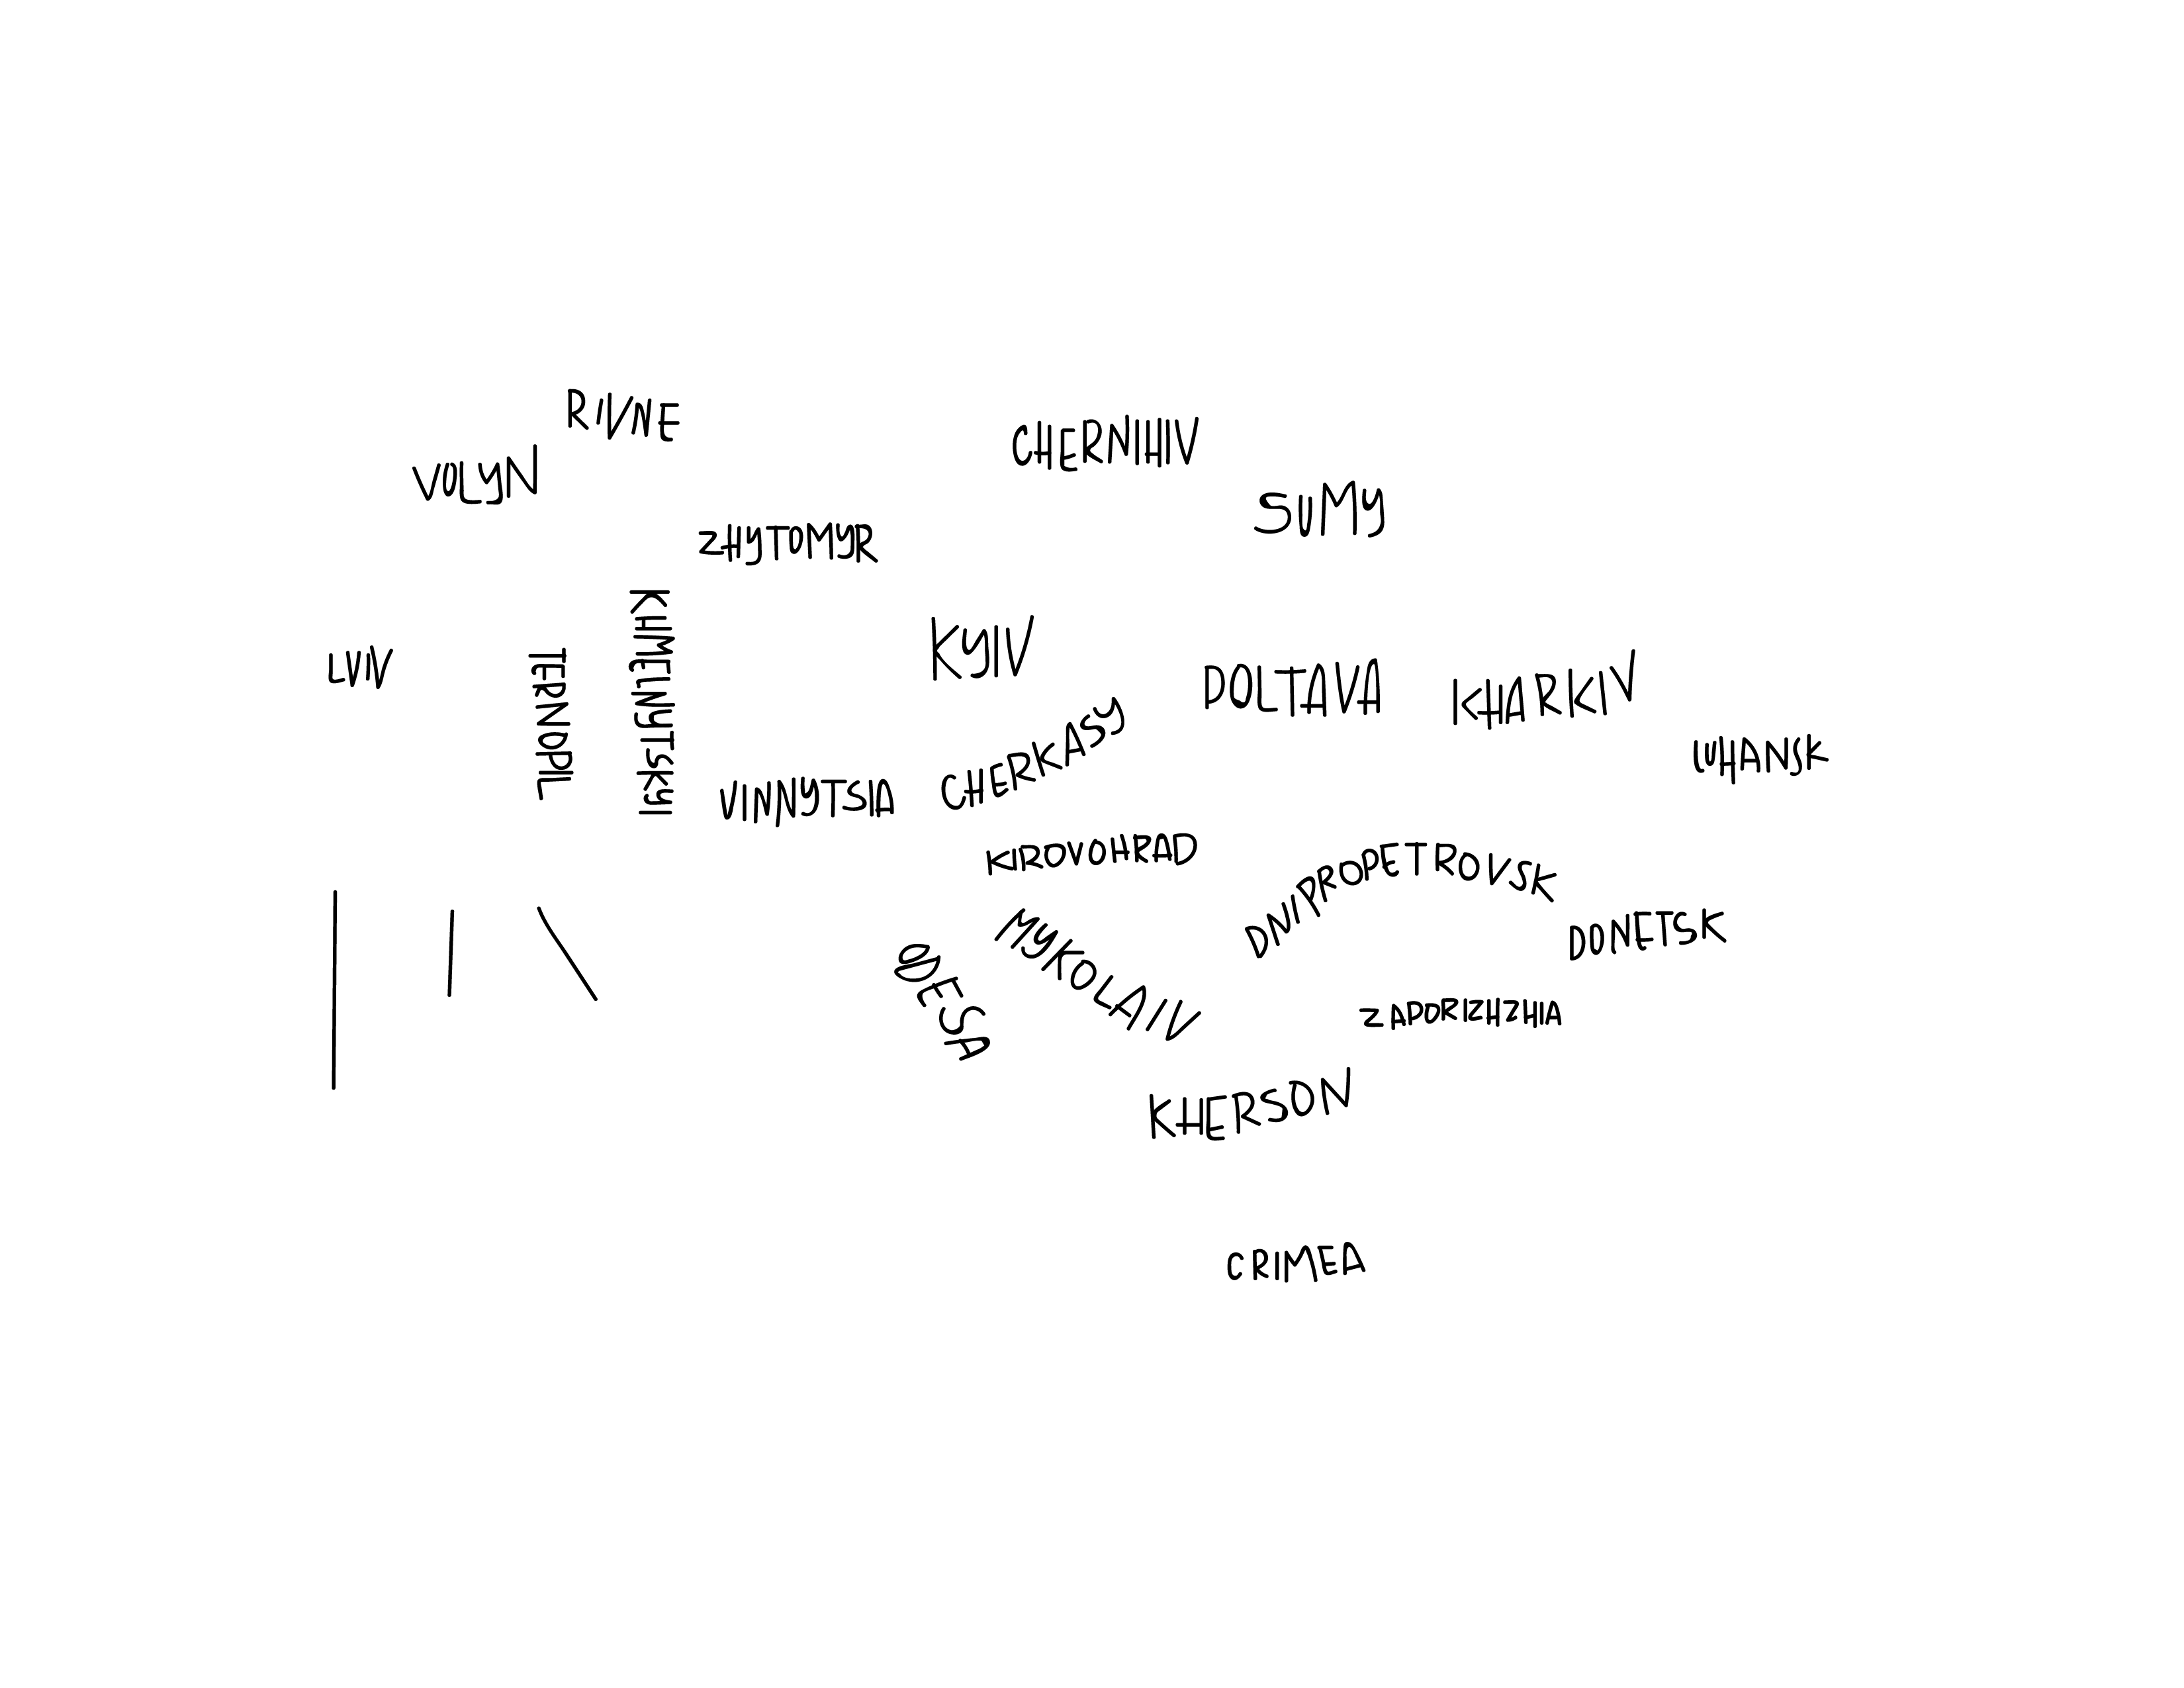 RIVNE
VOLYN
CHERNIHIV
SUMY
ZHYTOMYR
KYIV
LVIV
TERNOPIL
KHMELNYTSKYI
POLTAVA
KHARKIV
LUHANSK
CHERKASSY
VINNYTSIA
KIROVOHRAD
DNIPROPETROVSK
DONETSK
ODESA
MYKOLAIV
ZAPORIZHZHIA
KHERSON
CRIMEA